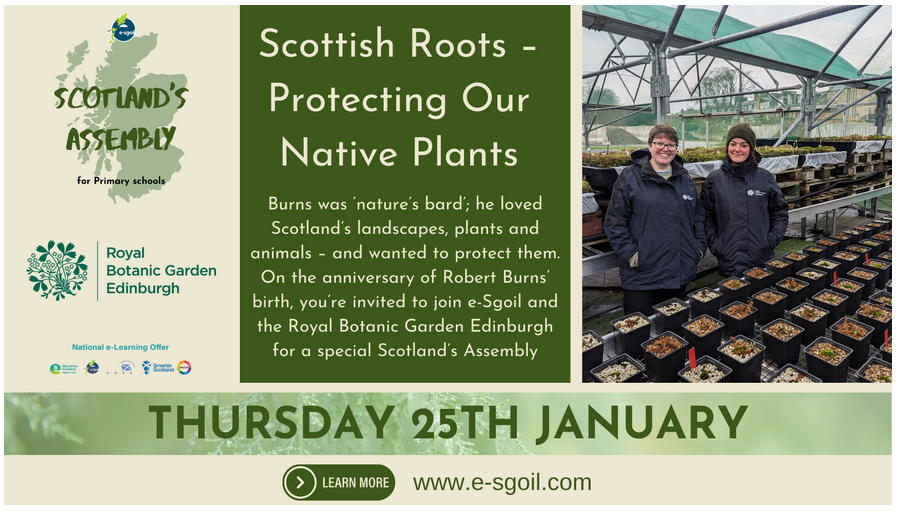 e-sgoil
SCOTLAND'S
ASSEMBLY
for Primary schools
Royal
Botanic Garden
Edinburgh
National e-Learning Offer
Smarter
Scotland
Scottish Roots –
Protecting Our
Native Plants
Burns was 'nature's bard'; he loved
Scotland's landscapes, plants and
animals – and wanted to protect them.
On the anniversary of Robert Burns'
birth, you're invited to join e-Sgoil and
the Royal Botanic Garden Edinburgh
for a special Scotland's Assembly
THURSDAY 25TH JANUARY
LEARN MORE
www.e-sgoil.com